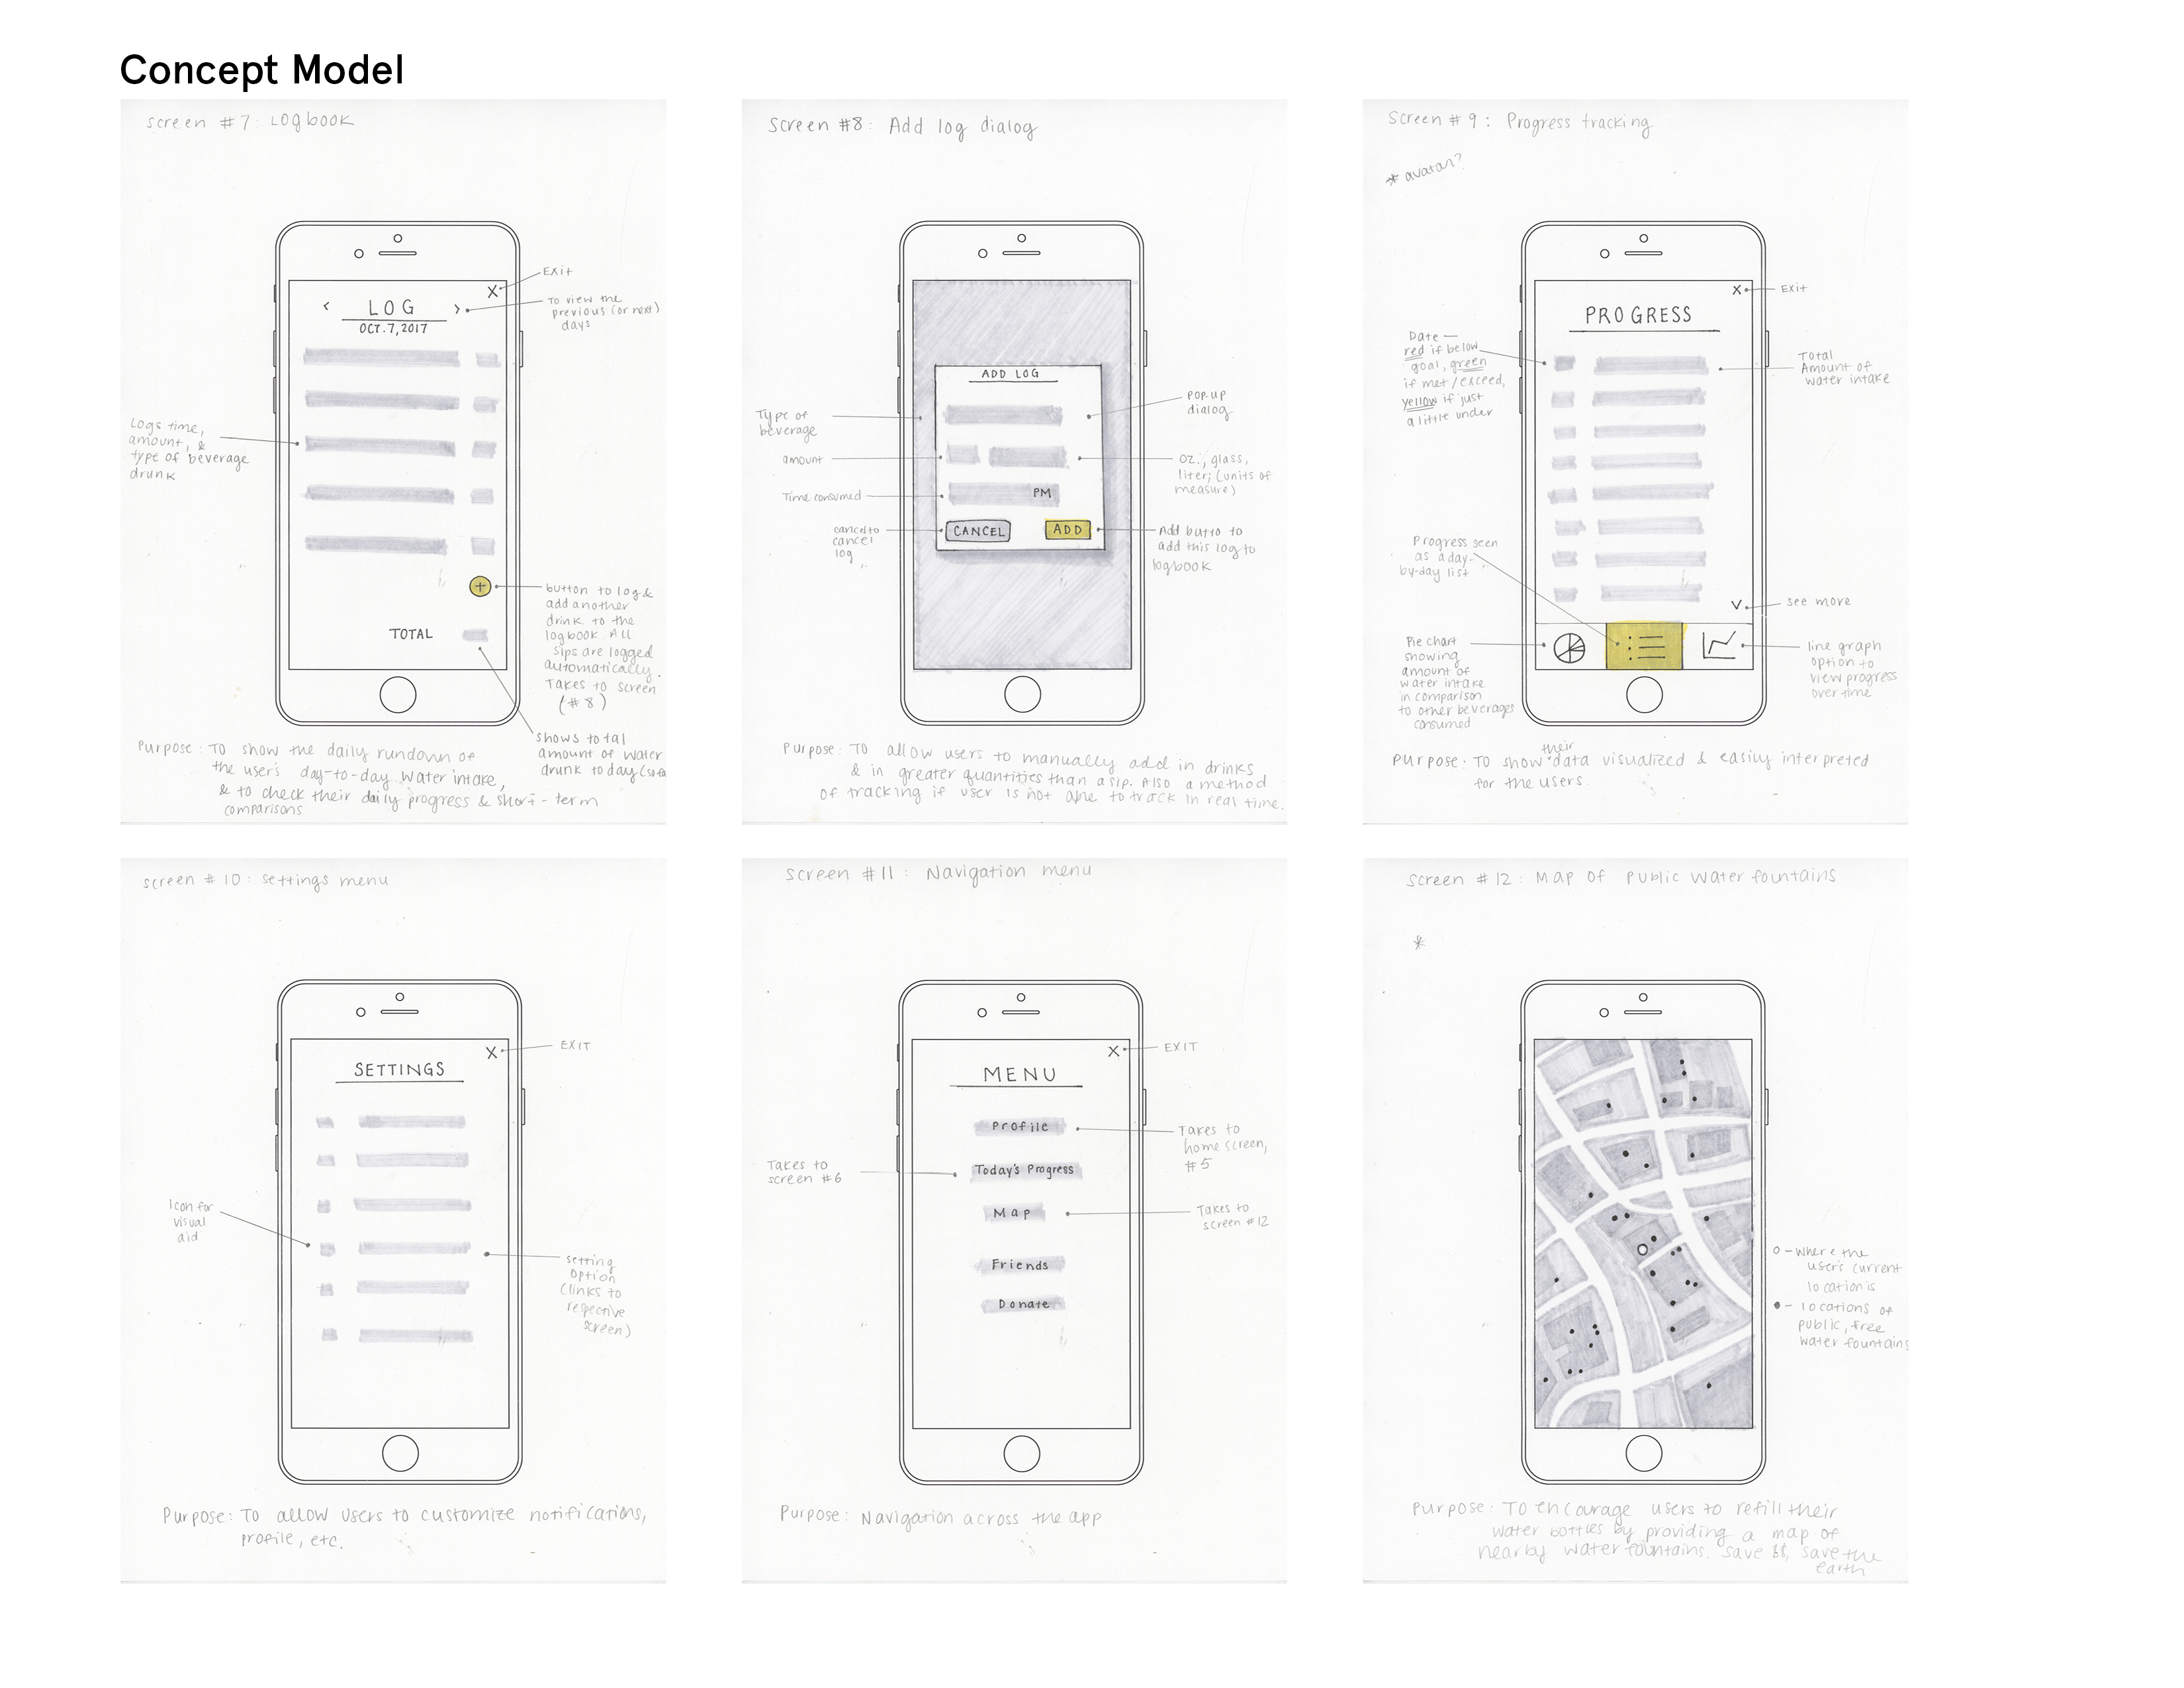 Concept Model
screen #7: Logbook
Exit
< LOG >
OCT. 7, 2017
To view the
previous (or next)
days
Logs time,
amount, &
type of beverage
drunk
+
button to log &
add another
drink to the
logbook. All
sips are logged
automatically.
Takes to screen
(#8)
TOTAL
shows total
amount of water
drunk today (so fa
Purpose: To show the daily rundown of
the user's day-to-day water intake,
& to check their daily progress & short-term
comparisons
Screen #8: Add log dialog
ADD LOG
Type of
beverage
pop-up
dialog
amount
oz., glass,
liter; (units of
measure)
Time consumed
PM
cancel to
cancel
log
CANCEL
ADD
Add butto to
add this log to
logbook
Purpose: TO allow users to manually add in drinks
& in greater quantities than a sip. Also a method
of tracking if user is not able to track in real time.
Screen #9: Progress tracking
* avatar?
X
Exit
PROGRESS
Date —
red if below
goal, green
if met/exceed,
yellow if just
a little under
Total
Amount of
water intake
Progress seen
as a day-
by-day list
see more
Pie chart
showing
amount of
water intake
in comparison
to other beverages
consumed
line graph
option to
view progress
over time
Purpose: To show their data visualized & easily interpreted
for the users.
screen #10: settings menu
X
EXIT
SETTINGS
Icon for
visual
aid
setting
option
(links to
respective
screen)
Purpose: To allow users to customize notifications,
profile, etc.
screen #11: Navigation menu
X
EXIT
MENU
Profile
Takes to
home screen,
#5
Today's Progress
Takes to
screen #6
Map
Takes to
screen #12
Friends
Donate
Purpose: Navigation across the app
Screen #12: Map of public water fountains
*
o - Where the
user's current
location is
• - locations of
public, free
water fountains
Purpose: To encourage users to refill their
water bottles by providing a map of
nearby water fountains. save $$, save the
earth